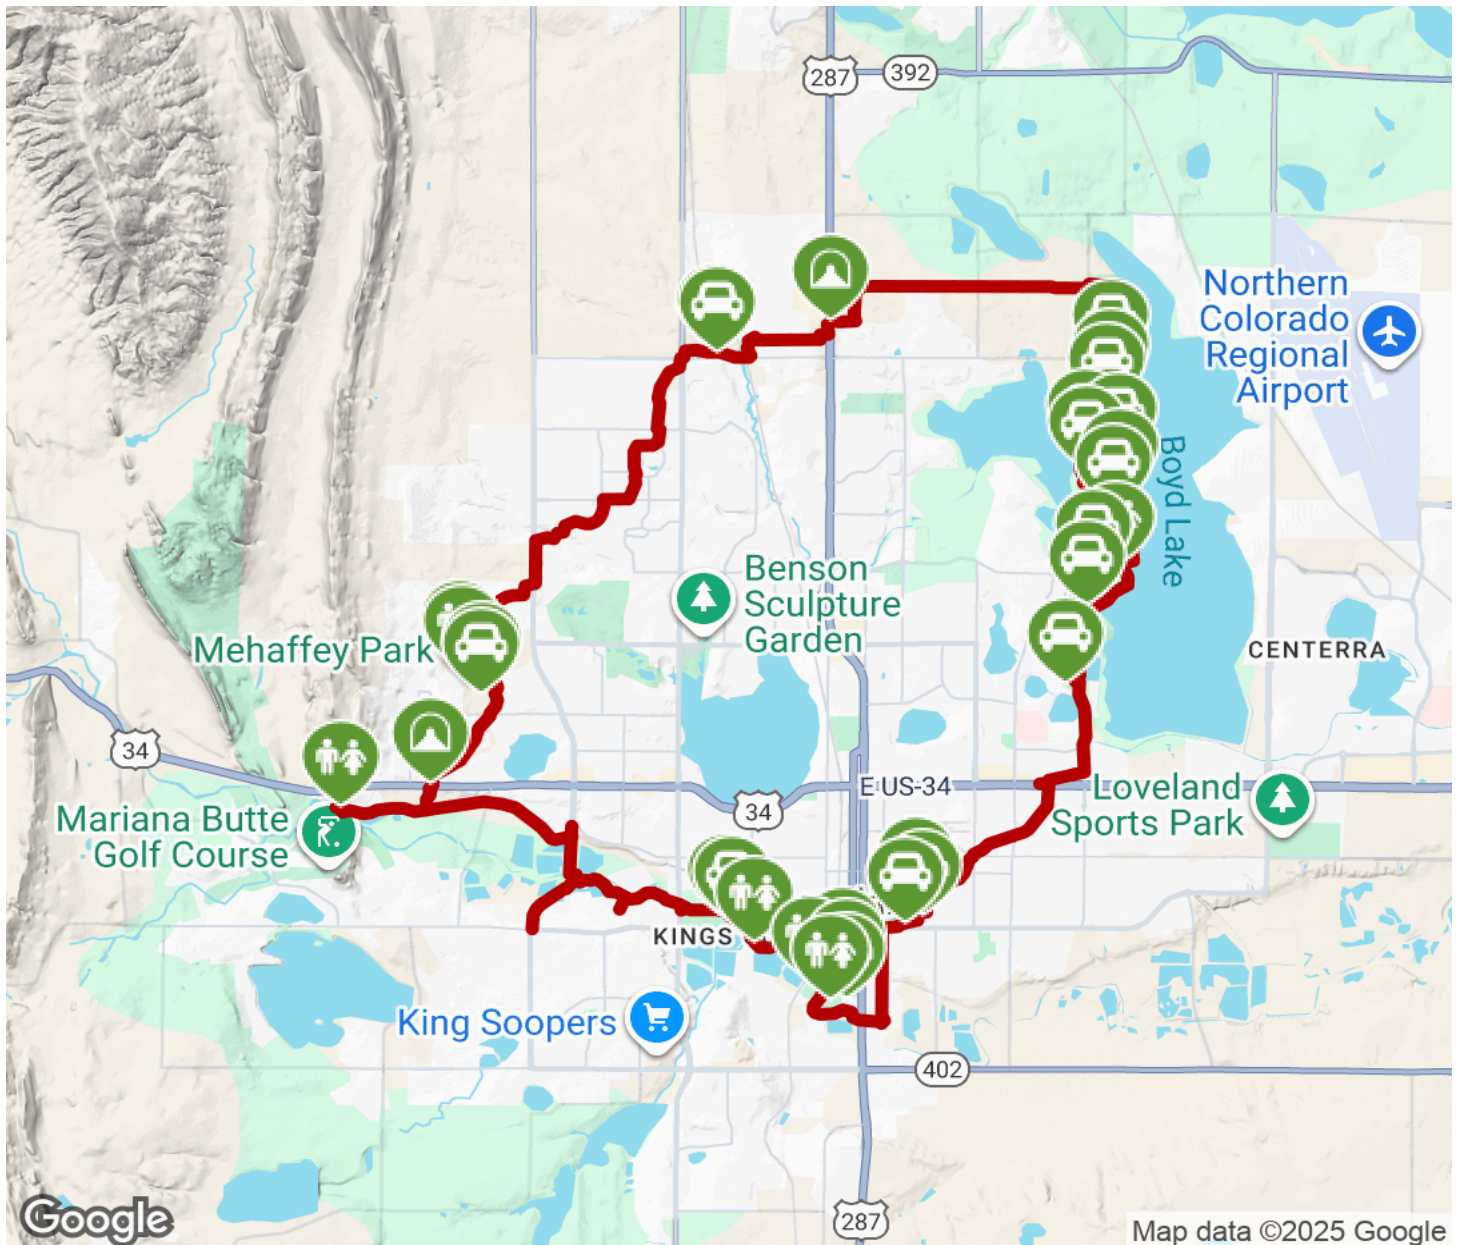 287
392
Northern
Colorado
Regional
Airport
Boyd Lake
Benson
Sculpture
Garden
Mehaffey Park
CENTERRA
34
Mariana Butte
Golf Course
34
E US-34
Loveland
Sports Park
KINGS
King Soopers
402
287
Google
Map data ©2025 Google